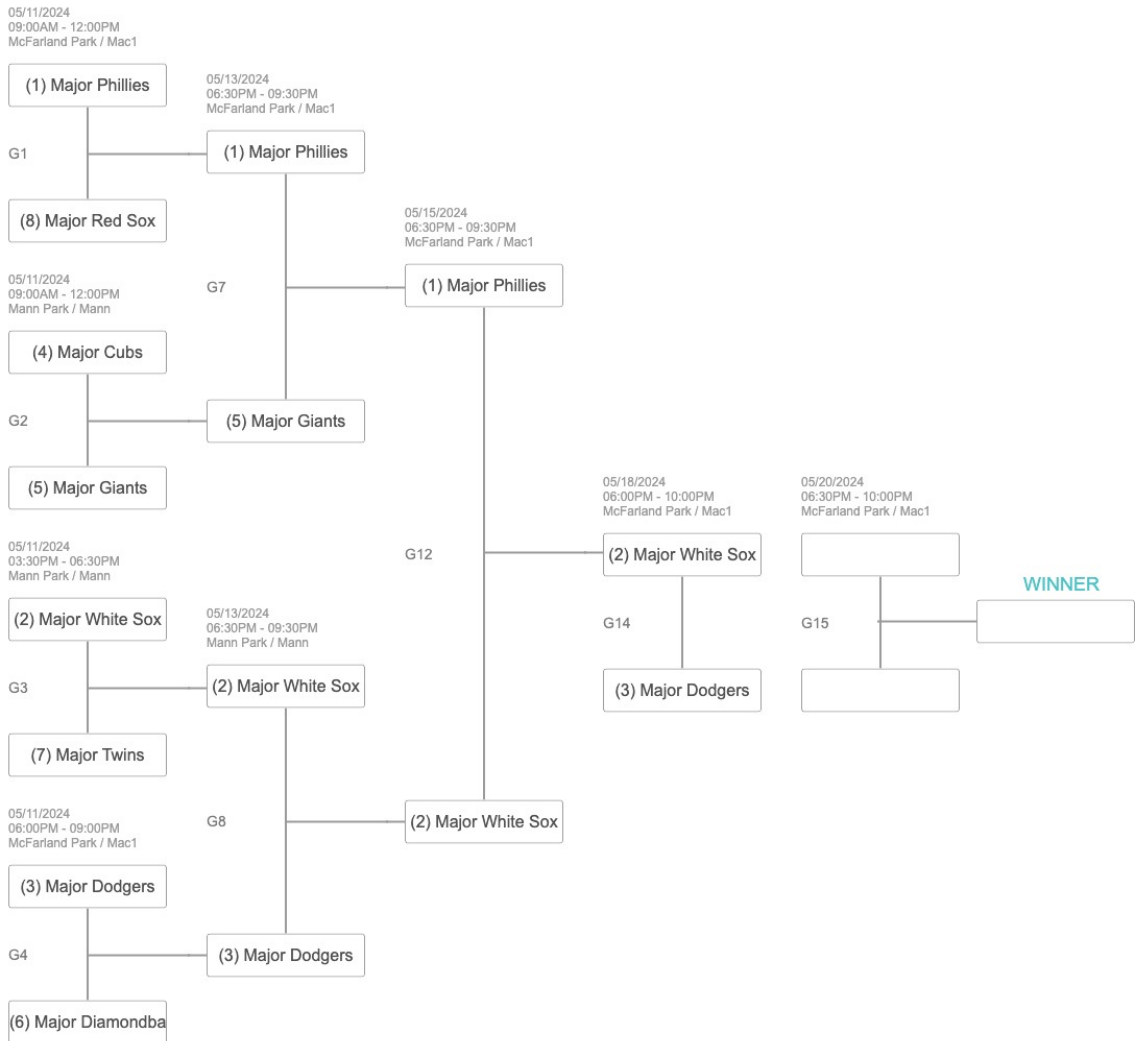 05/11/2024
09:00AM - 12:00PM
McFarland Park / Mac1
(1) Major Phillies
G1
(8) Major Red Sox
05/11/2024
09:00AM - 12:00PM
Mann Park / Mann
(4) Major Cubs
G2
(5) Major Giants
05/11/2024
03:30PM - 06:30PM
Mann Park / Mann
(2) Major White Sox
G3
(7) Major Twins
05/11/2024
06:00PM - 09:00PM
McFarland Park / Mac1
(3) Major Dodgers
G4
(6) Major Diamondba
05/13/2024
06:30PM - 09:30PM
McFarland Park / Mac1
(1) Major Phillies
G7
(5) Major Giants
05/13/2024
06:30PM - 09:30PM
Mann Park / Mann
(2) Major White Sox
G8
(3) Major Dodgers
05/15/2024
06:30PM - 09:30PM
McFarland Park / Mac1
(1) Major Phillies
G12
(2) Major White Sox
05/18/2024
06:00PM - 10:00PM
McFarland Park / Mac1
(2) Major White Sox
G14
(3) Major Dodgers
05/20/2024
06:30PM - 10:00PM
McFarland Park / Mac1
G15
WINNER